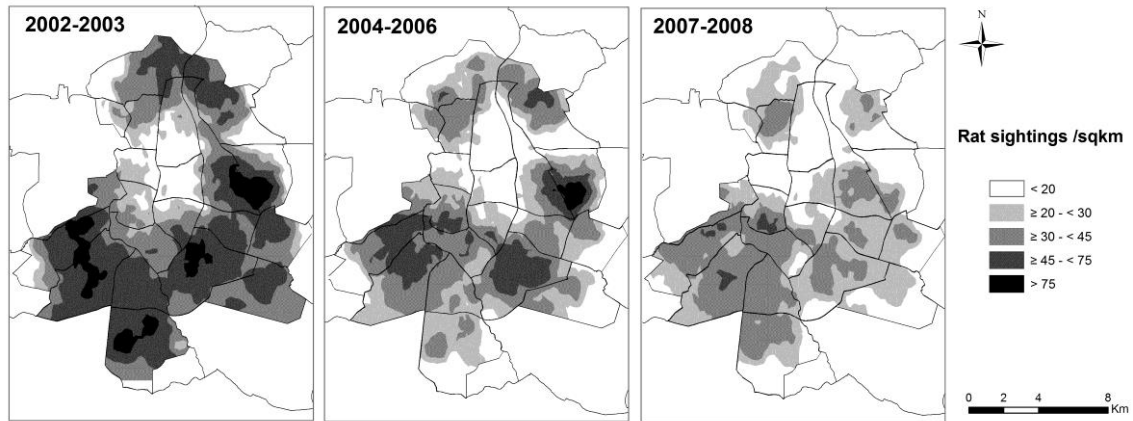 2002-2003
2004-2006
2007-2008
N
Rat sightings /sqkm
< 20
≥ 20 - < 30
≥ 30 - < 45
≥ 45 - < 75
> 75
0 2 4 8
Km